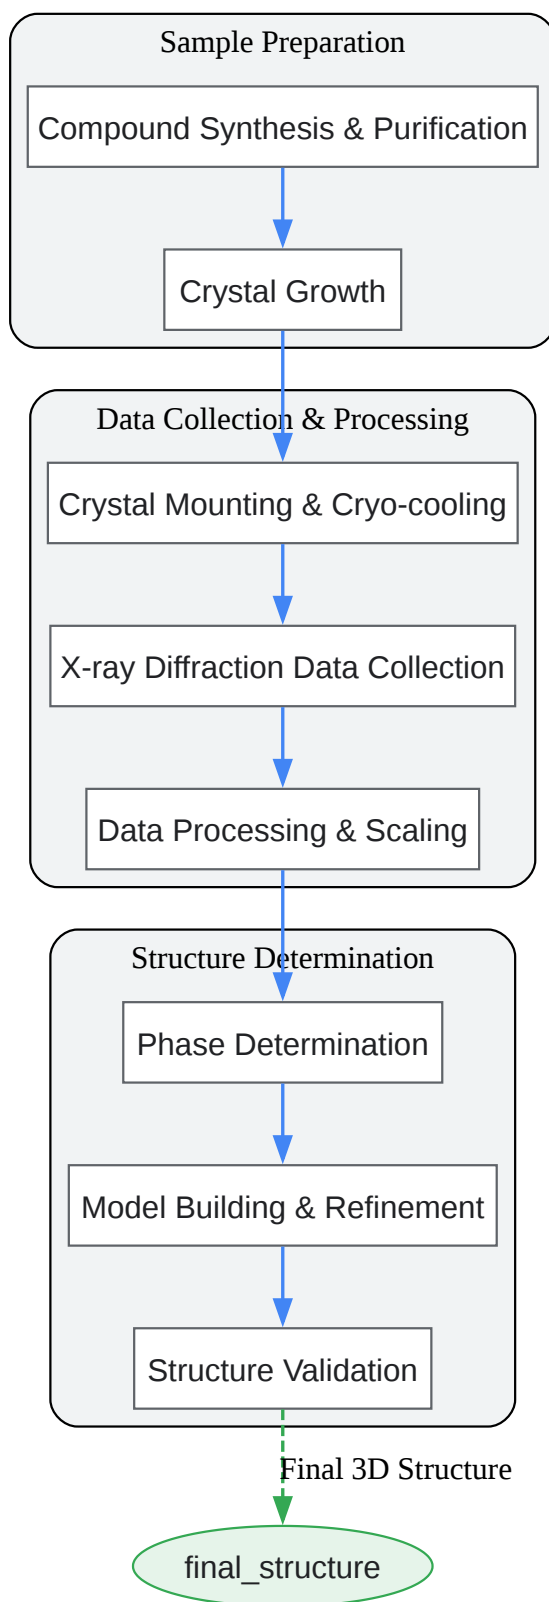 Sample Preparation
Compound Synthesis & Purification
Crystal Growth
Data Collection & Processing
Crystal Mounting & Cryo-cooling
X-ray Diffraction Data Collection
Data Processing & Scaling
Structure Determination
Phase Determination
Model Building & Refinement
Structure Validation
Final 3D Structure
final_structure